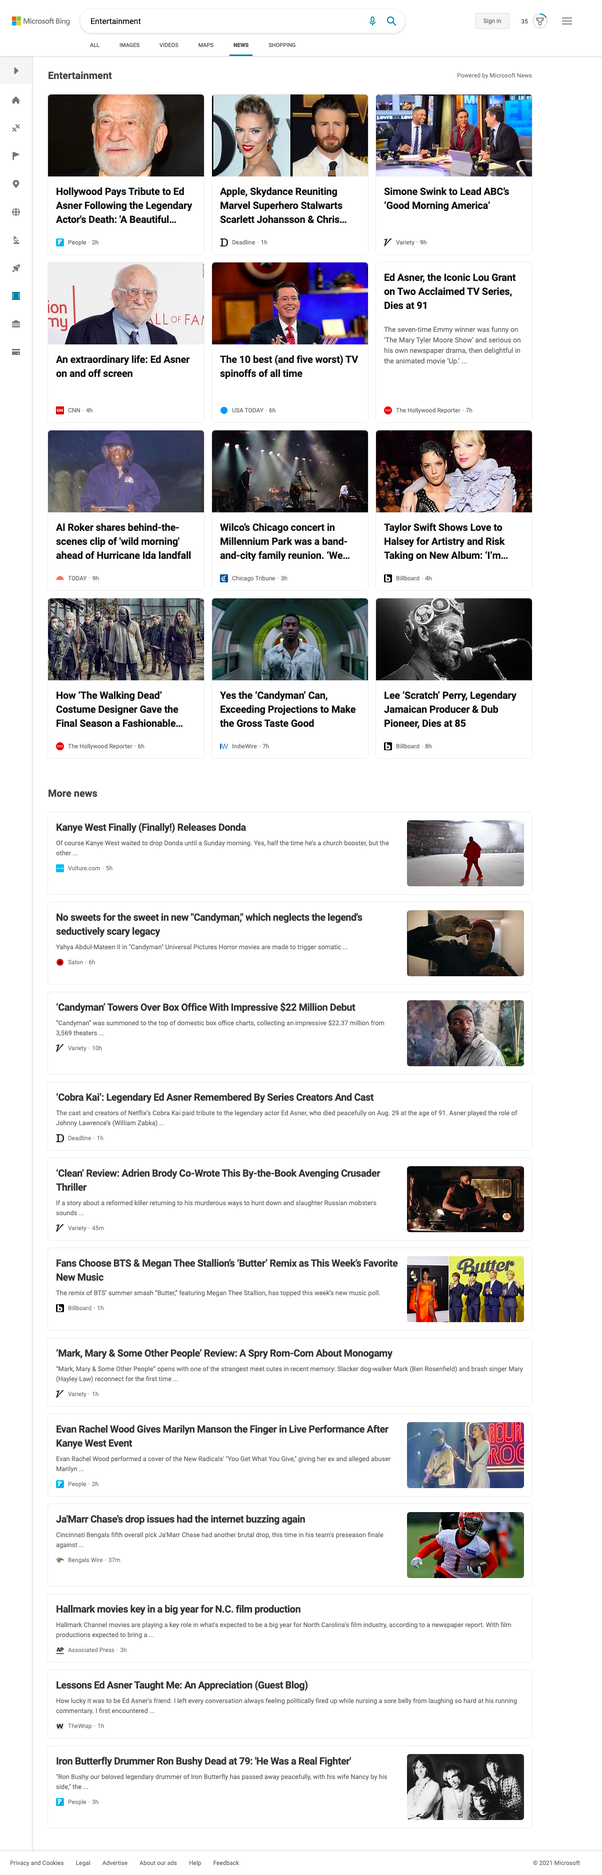 Microsoft Bing
Entertainment
Sign in
35
ALL IMAGES VIDEOS MAPS NEWS SHOPPING
Entertainment
Powered by Microsoft News
Hollywood Pays Tribute to Ed
Asner Following the Legendary
Actor's Death: 'A Beautiful...
People · 2h
Apple, Skydance Reuniting
Marvel Superhero Stalwarts
Scarlett Johansson & Chris...
Deadline · 1h
Simone Swink to Lead ABC's
'Good Morning America'
Variety · 9h
An extraordinary life: Ed Asner
on and off screen
CNN · 4h
The 10 best (and five worst) TV
spinoffs of all time
USA TODAY · 6h
Ed Asner, the Iconic Lou Grant
on Two Acclaimed TV Series,
Dies at 91
The seven-time Emmy winner was funny on
'The Mary Tyler Moore Show' and serious on
his own newspaper drama, then delightful in
the animated movie 'Up.' ...
The Hollywood Reporter · 7h
Al Roker shares behind-the-
scenes clip of 'wild morning'
ahead of Hurricane Ida landfall
TODAY · 9h
Wilco's Chicago concert in
Millennium Park was a band-
and-city family reunion. 'We...
Chicago Tribune · 3h
Taylor Swift Shows Love to
Halsey for Artistry and Risk
Taking on New Album: 'I'm...
Billboard · 4h
How 'The Walking Dead'
Costume Designer Gave the
Final Season a Fashionable...
The Hollywood Reporter · 6h
Yes the 'Candyman' Can,
Exceeding Projections to Make
the Gross Taste Good
IndieWire · 7h
Lee 'Scratch' Perry, Legendary
Jamaican Producer & Dub
Pioneer, Dies at 85
Billboard · 8h
More news
Kanye West Finally (Finally!) Releases Donda
Of course Kanye West waited to drop Donda until a Sunday morning. Yes, half the time he's a church booster, but the
other ...
Vulture.com · 5h
No sweets for the sweet in new "Candyman," which neglects the legend's
seductively scary legacy
Yahya Abdul-Mateen II in "Candyman" Universal Pictures Horror movies are made to trigger somatic ...
Salon · 6h
'Candyman' Towers Over Box Office With Impressive $22 Million Debut
"Candyman" was summoned to the top of domestic box office charts, collecting an impressive $22.37 million from
3,569 theaters ...
Variety · 10h
'Cobra Kai': Legendary Ed Asner Remembered By Series Creators And Cast
The cast and creators of Netflix's Cobra Kai paid tribute to the legendary actor Ed Asner, who died peacefully on Aug. 29 at the age of 91. Asner played the role of
Johnny Lawrence's (William Zabka) ...
Deadline · 1h
'Clean' Review: Adrien Brody Co-Wrote This By-the-Book Avenging Crusader
Thriller
If a story about a reformed killer returning to his murderous ways to hunt down and slaughter Russian mobsters
sounds ...
Variety · 45m
Fans Choose BTS & Megan Thee Stallion's 'Butter' Remix as This Week's Favorite
New Music
The remix of BTS' summer smash "Butter," featuring Megan Thee Stallion, has topped this week's new music poll.
Billboard · 1h
Butter
'Mark, Mary & Some Other People' Review: A Spry Rom-Com About Monogamy
"Mark, Mary & Some Other People" opens with one of the strangest meet cutes in recent memory: Slacker dog-walker Mark (Ben Rosenfield) and brash singer Mary
(Hayley Law) reconnect for the first time ...
Variety · 1h
Evan Rachel Wood Gives Marilyn Manson the Finger in Live Performance After
Kanye West Event
Evan Rachel Wood performed a cover of the New Radicals' "You Get What You Give," giving her ex and alleged abuser
Marilyn ...
People · 2h
Ja'Marr Chase's drop issues had the internet buzzing again
Cincinnati Bengals fifth overall pick Ja'Marr Chase had another brutal drop, this time in his team's preseason finale
against ...
Bengals Wire · 37m
Hallmark movies key in a big year for N.C. film production
Hallmark Channel movies are playing a key role in what's expected to be a big year for North Carolina's film industry, according to a newspaper report. With film
productions expected to bring a ...
Associated Press · 3h
Lessons Ed Asner Taught Me: An Appreciation (Guest Blog)
How lucky it was to be Ed Asner's friend. I left every conversation always feeling politically fired up while nursing a sore belly from laughing so hard at his running
commentary. I first encountered ...
TheWrap · 1h
Iron Butterfly Drummer Ron Bushy Dead at 79: 'He Was a Real Fighter'
"Ron Bushy our beloved legendary drummer of Iron Butterfly has passed away peacefully, with his wife Nancy by his
side," the ...
People · 3h
Privacy and Cookies Legal Advertise About our ads Help Feedback
© 2021 Microsoft